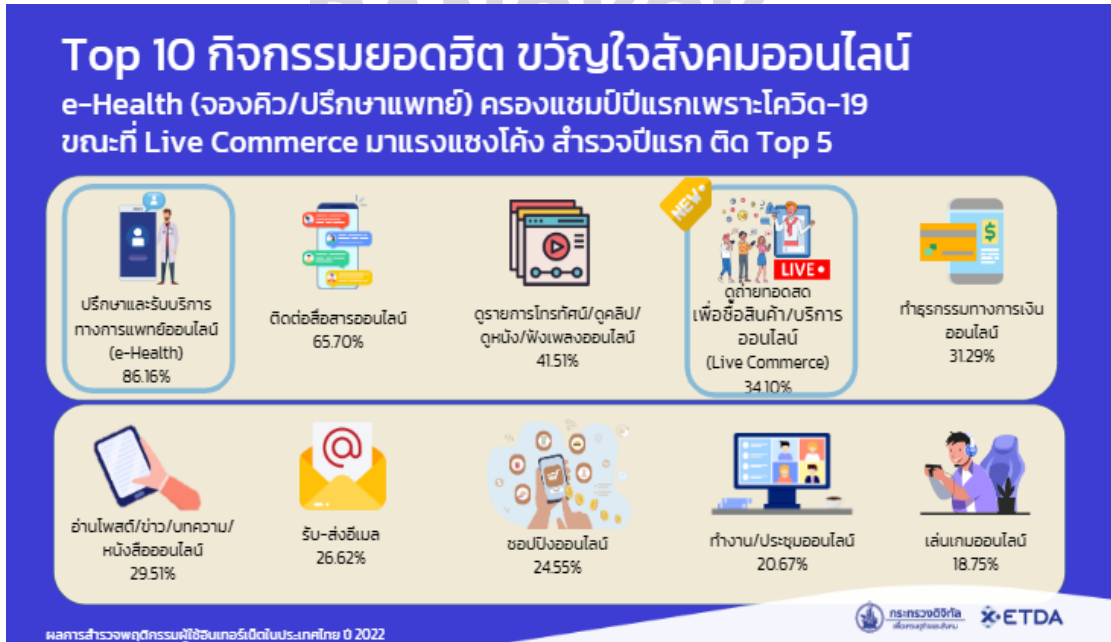 Top 10 กิจกรรมยอดฮิต ขวัญใจสังคมออนไลน์
e-Health (จองคิว/ปรึกษาแพทย์) ครองแชมป์ปีแรกเพราะโควิด-19
ขณะที่ Live Commerce มาแรงแซงโค้ง สำรวจปีแรก ติด Top 5
ปรึกษาและรับบริการ
ทางการแพทย์ออนไลน์
(e-Health)
86.16%
ติดต่อสื่อสารออนไลน์
65.70%
ดูรายการโทรทัศน์/ดูคลิป/
ดูหนัง/ฟังเพลงออนไลน์
41.51%
NEW
LIVE
ดูถ่ายทอดสด
เพื่อซื้อสินค้า/บริการ
ออนไลน์
(Live Commerce)
34.10%
ทำธุรกรรมทางการเงิน
ออนไลน์
31.29%
อ่านโพสต์/ข่าว/บทความ/
หนังสือออนไลน์
29.51%
รับ-ส่งอีเมล
26.62%
ชอปปิงออนไลน์
24.55%
ทำงาน/ประชุมออนไลน์
20.67%
เล่นเกมออนไลน์
18.75%
กระทรวงดิจิทัล
เพื่อเศรษฐกิจและสังคม
ETDA
ผลการสำรวจพฤติกรรมผู้ใช้อินเทอร์เน็ตในประเทศไทย ปี 2022